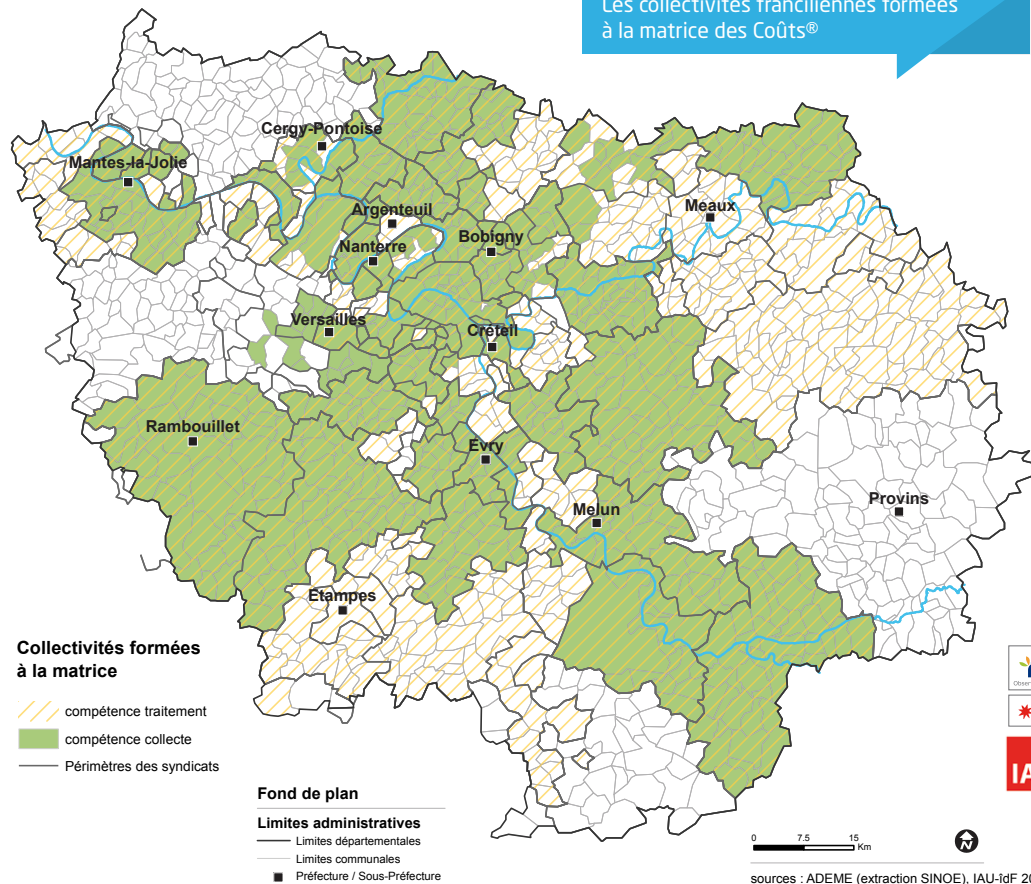 Les collectivités franciliennes formées
à la matrice des Coûts®
Cergy-Pontoise
Mantes-la-Jolie
Argenteuil
Meaux
Nanterre
Bobigny
Versailles
Créteil
Rambouillet
Evry
Provins
Melun
Etampes
Collectivités formées
à la matrice
compétence traitement
compétence collecte
Périmètres des syndicats
Fond de plan
Limites administratives
Limites départementales
Limites communales
Préfecture / Sous-Préfecture
0 7.5 15
Km
N
sources : ADEME (extraction SINOE), IAU-îdF